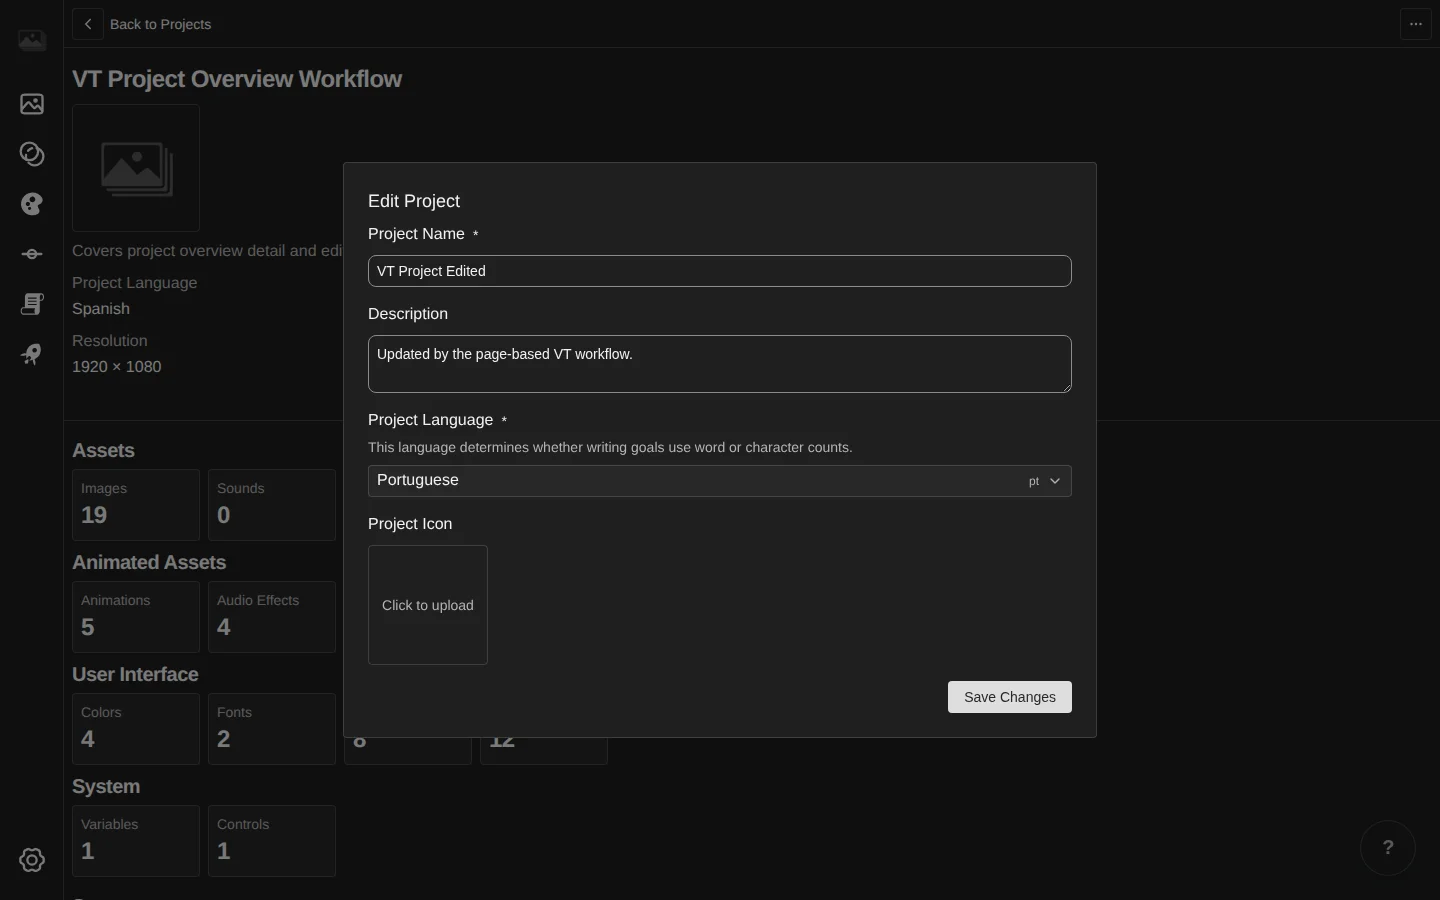 Back to Projects
VT Project Overview Workflow
Covers project overview detail and edi
Project Language
Spanish
Resolution
1920 × 1080
Assets
Images
19
Sounds
0
Animated Assets
Animations
5
Audio Effects
4
User Interface
Colors
4
Fonts
2
8
12
System
Variables
1
Controls
1
Edit Project
Project Name *
VT Project Edited
Description
Updated by the page-based VT workflow.
Project Language *
This language determines whether writing goals use word or character counts.
Portuguese pt
Project Icon
Click to upload
Save Changes
?